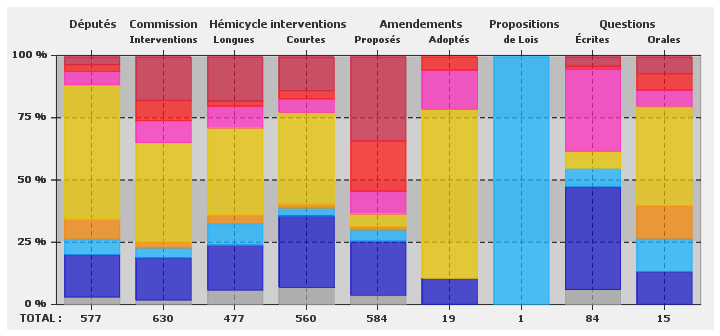 Députés Commission Hémicycle interventions Amendements Propositions Questions
Interventions Longues Courtes Proposés Adoptés de Lois Écrites Orales
100 %
75 %
50 %
25 %
0 %
TOTAL : 577 630 477 560 584 19 1 84 15